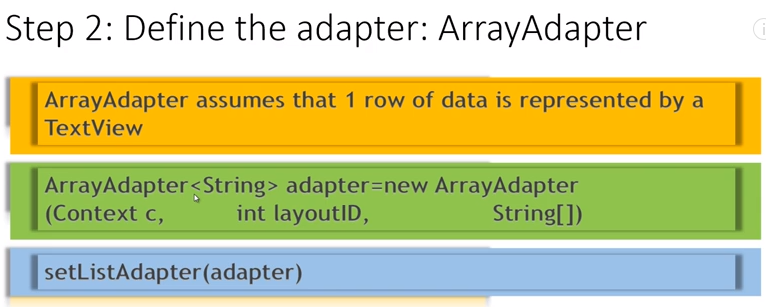 Step 2: Define the adapter: ArrayAdapter
ArrayAdapter assumes that 1 row of data is represented by a
TextView
ArrayAdapter<String> adapter=new ArrayAdapter
(Context c, int layoutID, String[])
setListAdapter(adapter)